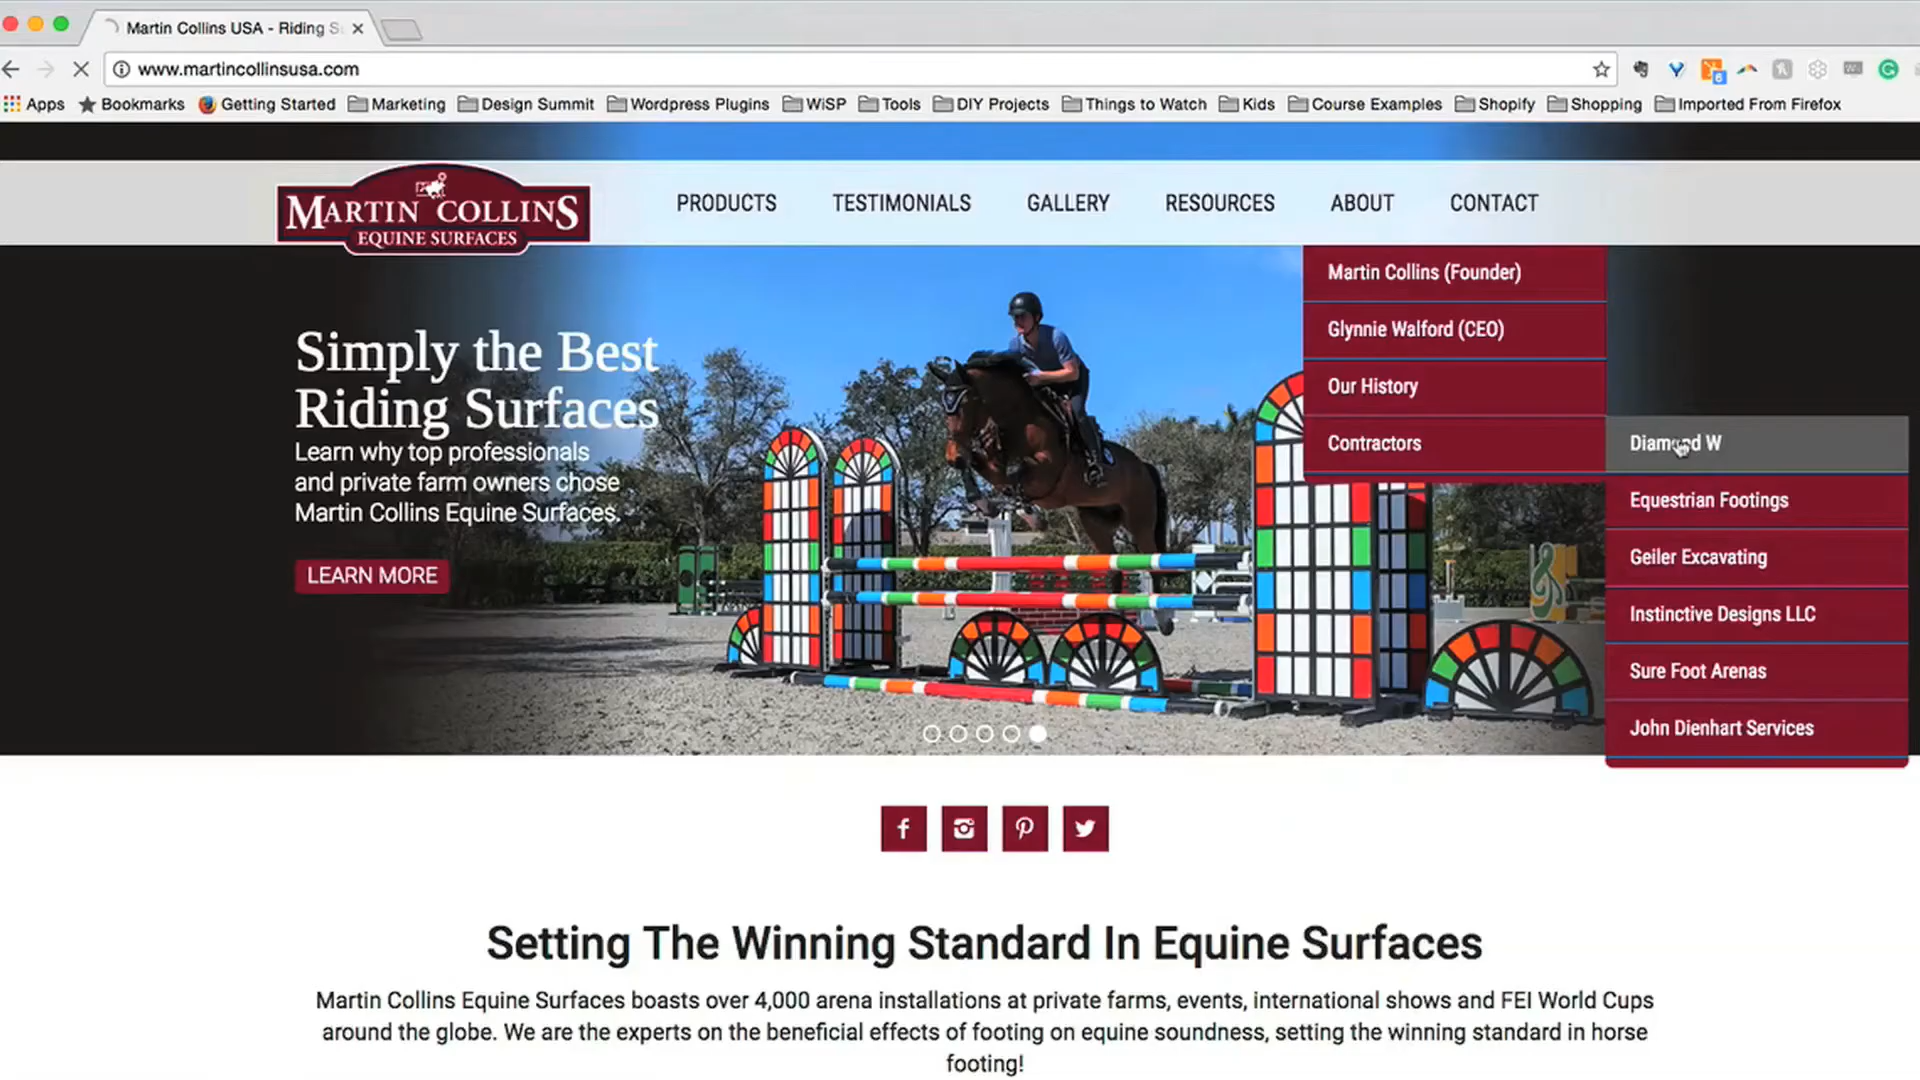 Martin Collins USA - Riding S
www.martincollinsusa.com
Apps Bookmarks Getting Started Marketing Design Summit Wordpress Plugins WiSP Tools DIY Projects Things to Watch Kids Course Examples Shopify Shopping Imported From Firefox
MARTIN COLLINS
EQUINE SURFACES
PRODUCTS TESTIMONIALS GALLERY RESOURCES ABOUT CONTACT
Martin Collins (Founder)
Glynnie Walford (CEO)
Our History
Contractors
Diamond W
Equestrian Footings
Geiler Excavating
Instinctive Designs LLC
Sure Foot Arenas
John Dienhart Services
Simply the Best
Riding Surfaces
Learn why top professionals
and private farm owners chose
Martin Collins Equine Surfaces.
LEARN MORE
Setting The Winning Standard In Equine Surfaces
Martin Collins Equine Surfaces boasts over 4,000 arena installations at private farms, events, international shows and FEI World Cups
around the globe. We are the experts on the beneficial effects of footing on equine soundness, setting the winning standard in horse
footing!